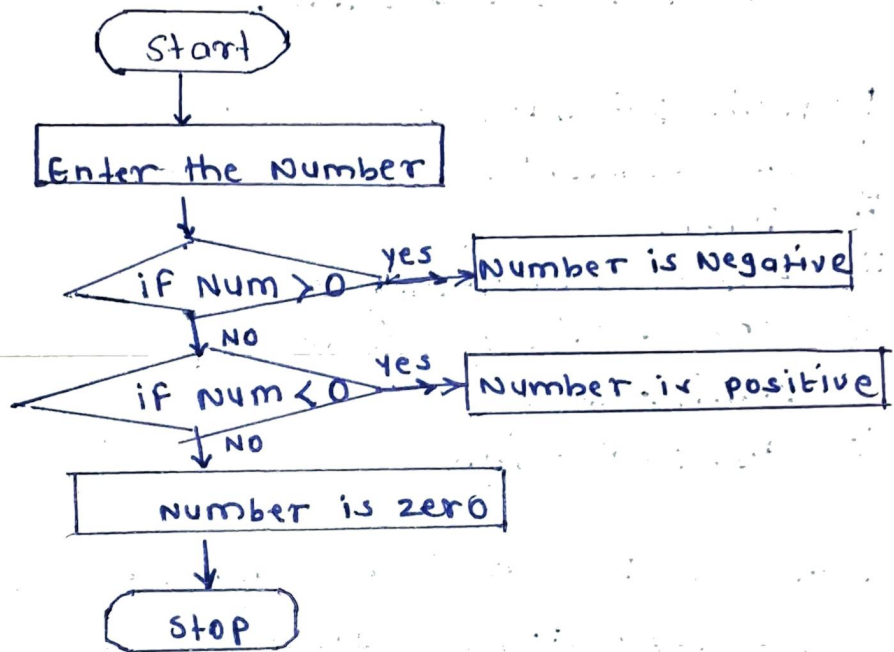 Start
Enter the Number
if Num > 0
yes
Number is Negative
NO
if Num < 0
yes
Number is positive
NO
Number is zero
Stop